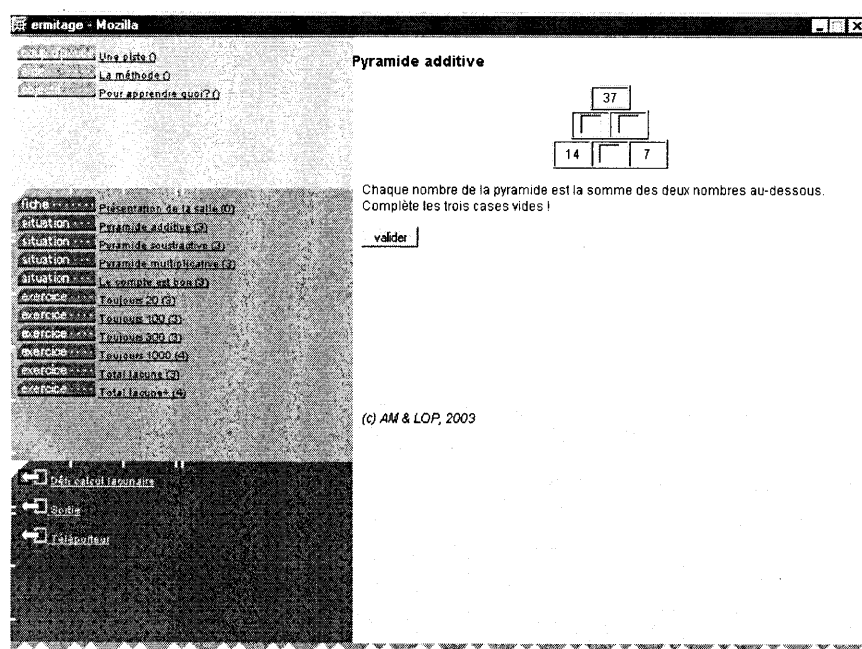 ermitage - Mozilla
Une piste ()
La méthode ()
Pour apprendre quoi? ()
fiche
Présentation de la salle (0)
situation
Pyramide additive (3)
situation
Pyramide soustractive (3)
situation
Pyramide multiplicative (3)
situation
Le compte est bon (3)
exercice
Toujours 20 (3)
exercice
Toujours 100 (3)
exercice
Toujours 300 (3)
exercice
Toujours 1000 (4)
exercice
Total lacune (3)
exercice
Total lacune+ (4)
Défi calcul lacunaire
Sortie
Téléporteur
Pyramide additive
37
14 7
Chaque nombre de la pyramide est la somme des deux nombres au-dessous.
Complète les trois cases vides !
valider
(c) AM & LOP, 2003